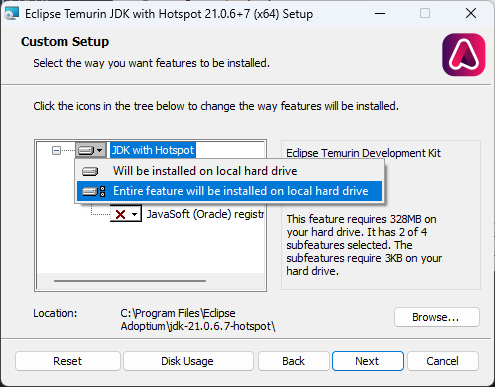 Eclipse Temurin JDK with Hotspot 21.0.6+7 (x64) Setup
Custom Setup
Select the way you want features to be installed.
Click the icons in the tree below to change the way features will be installed.
JDK with Hotspot
Will be installed on local hard drive
Entire feature will be installed on local hard drive
JavaSoft (Oracle) registr
Eclipse Temurin Development Kit
This feature requires 328MB on
your hard drive. It has 2 of 4
subfeatures selected. The
subfeatures require 3KB on your
hard drive.
Location:
C:\Program Files\Eclipse
Adoptium\jdk-21.0.6.7-hotspot\
Browse...
Reset
Disk Usage
Back
Next
Cancel